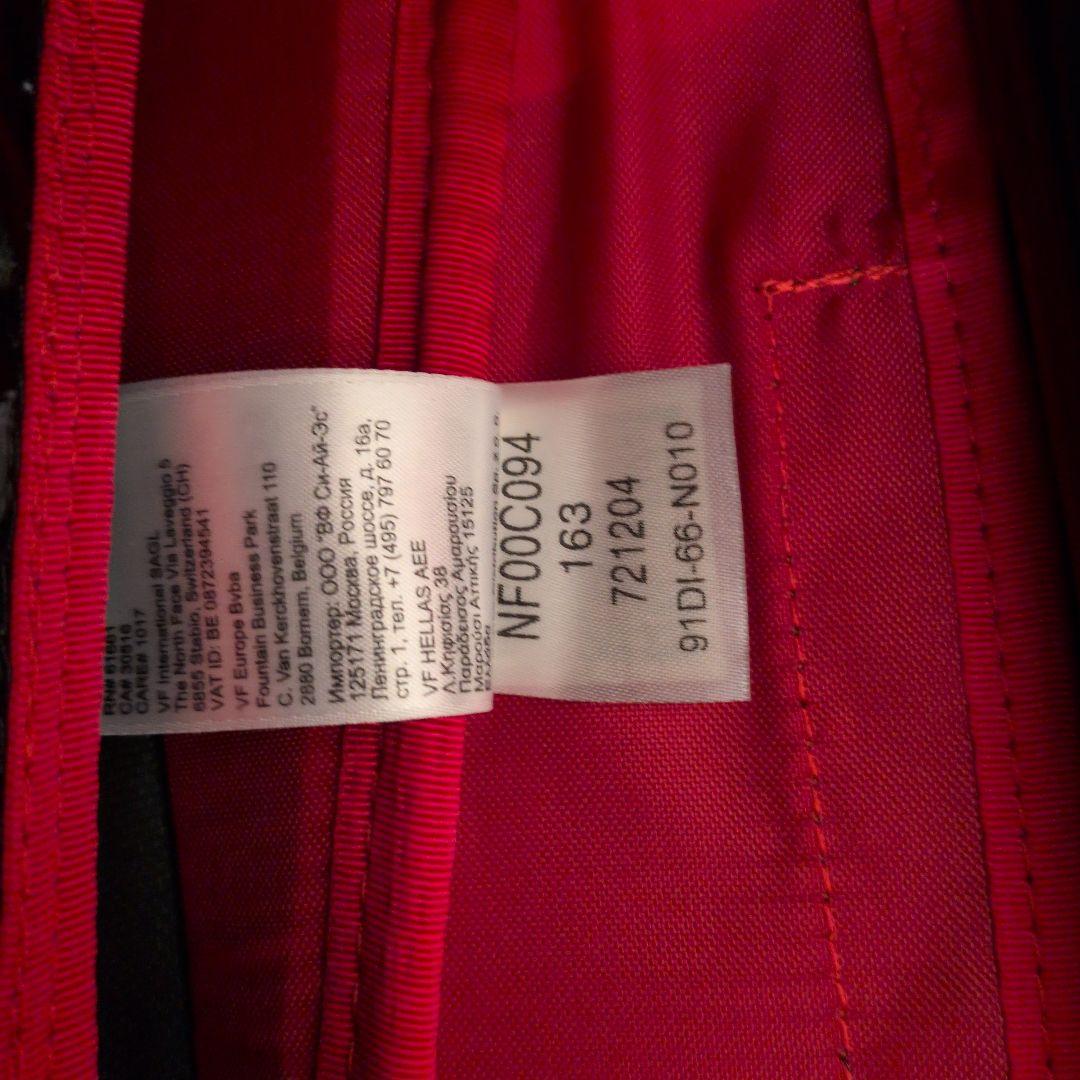 RN# 61661
CA# 30516
CARE# 1017
VF International SAGL
The North Face Via Laveggio 5
6855 Stabio, Switzerland (CH)
VAT ID: BE 0872394541
VF Europe Bvba
Fountain Business Park
C. Van Kerckhovenstraat 110
2880 Bornem, Belgium
Импортер: ООО "ВФ Си-Ай-Эс"
125171 Москва, Россия
Ленинградское шоссе, д. 16а,
стр. 1, тел. +7 (495) 797 60 70
VF HELLAS AEE
Λ.Κηφισίας 38
Παράδεισος Αμαρουσίου
Μαρούσι Αττικής 15125
Ελλάδα
Sp. z o.o.
NF00C094
163
721204
91DI-66-N010